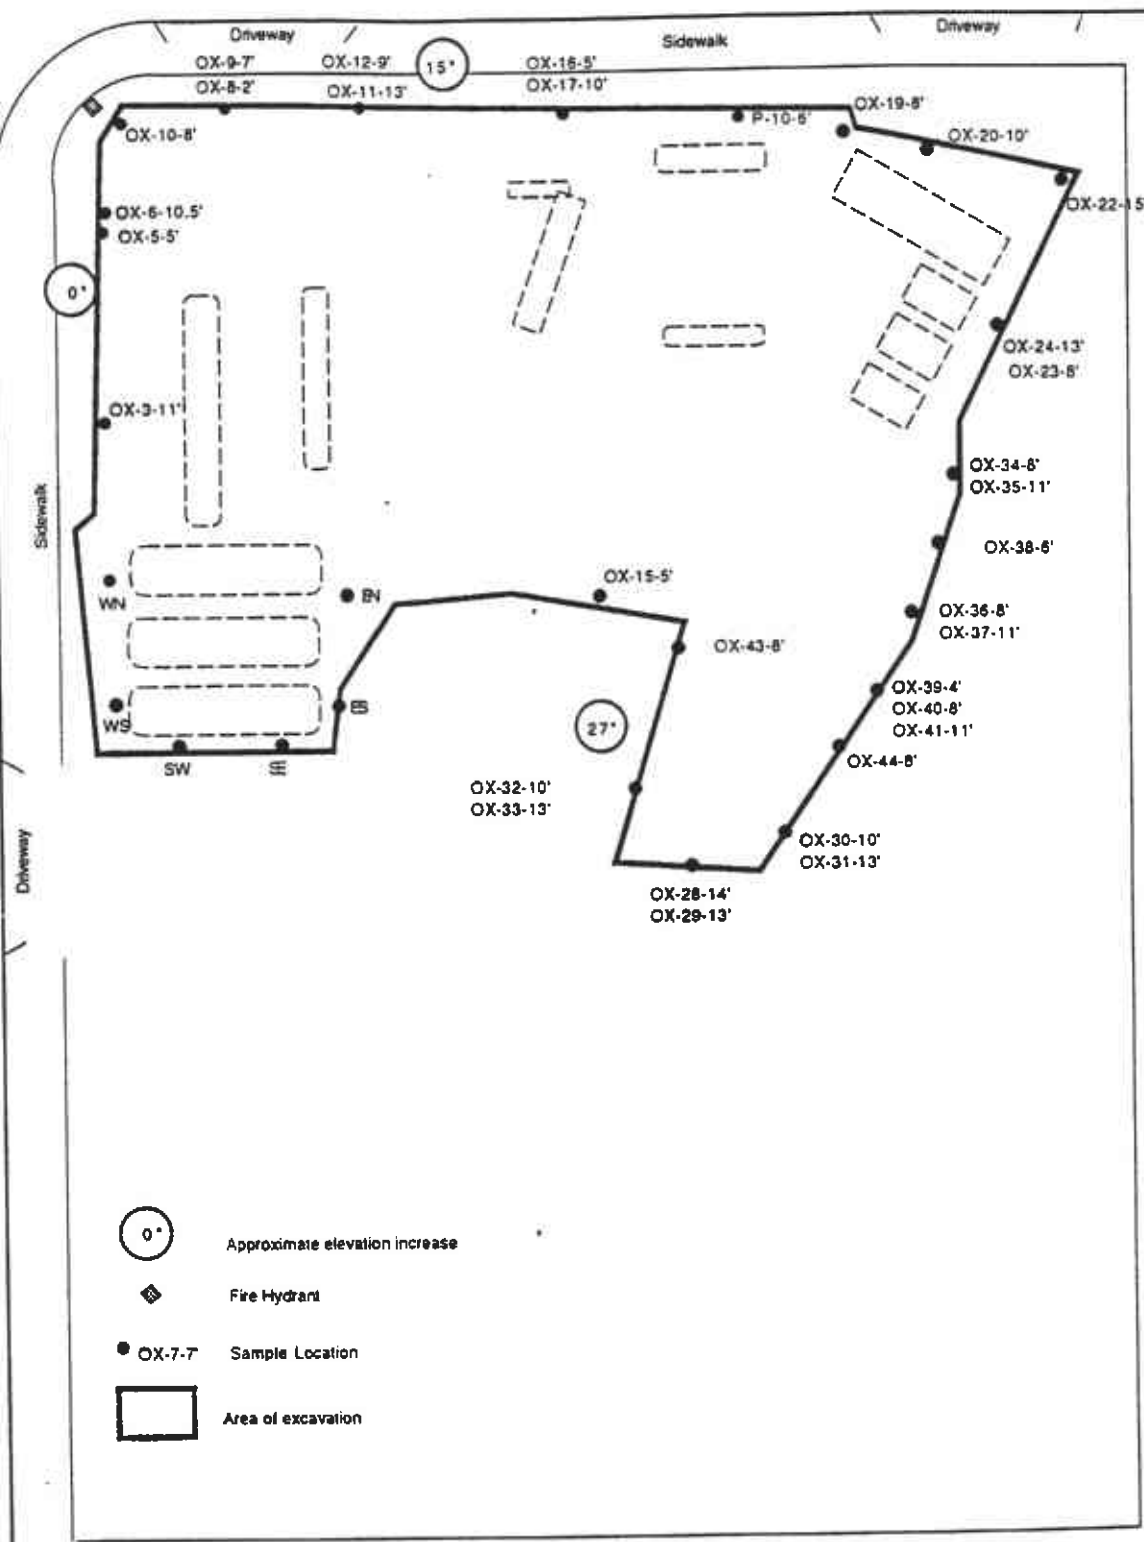 Driveway
Sidewalk
Driveway
OX-9-7'
OX-12-9'
15"
OX-16-5'
OX-8-2'
OX-11-13'
OX-17-10'
OX-19-8'
P-10-6'
OX-10-8'
OX-20-10'
OX-22-15'
OX-6-10.5'
OX-5-5'
0"
OX-24-13'
OX-23-8'
OX-3-11'
OX-34-8'
OX-35-11'
Sidewalk
OX-38-6'
OX-15-5'
WN
EN
OX-36-8'
OX-37-11'
OX-43-8'
OX-39-4'
OX-40-8'
OX-41-11'
WS
ES
27"
OX-44-8'
SW
SE
OX-32-10'
OX-33-13'
OX-30-10'
OX-31-13'
Driveway
OX-28-14'
OX-29-13'
0"
Approximate elevation increase
Fire Hydrant
OX-7-7'
Sample Location
Area of excavation